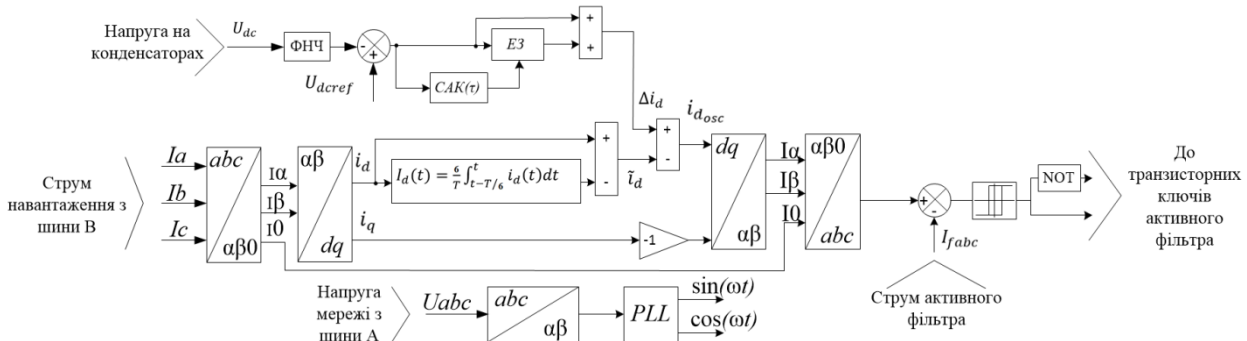 Напруга на
конденсаторах
U_dc
ФНЧ
-
+
U_dcref
САК(τ)
ЕЗ
+
+
Δi_d
i_d_osc
Струм
навантаження з
шини В
Ia
Ib
Ic
abc
αβ0
Iα
Iβ
I0
αβ
dq
i_d
i_q
I_d(t) = 6/T ∫_{t−T/6}^{t} i_d(t)dt
+
-
ĩ_d
+
-
-1
dq
αβ
Iα
Iβ
I0
αβ0
abc
+
-
I_fabc
NOT
До
транзисторних
ключів
активного
фільтра
Струм активного
фільтра
Напруга
мережі з
шини А
Uabc
abc
αβ
PLL
sin(ωt)
cos(ωt)